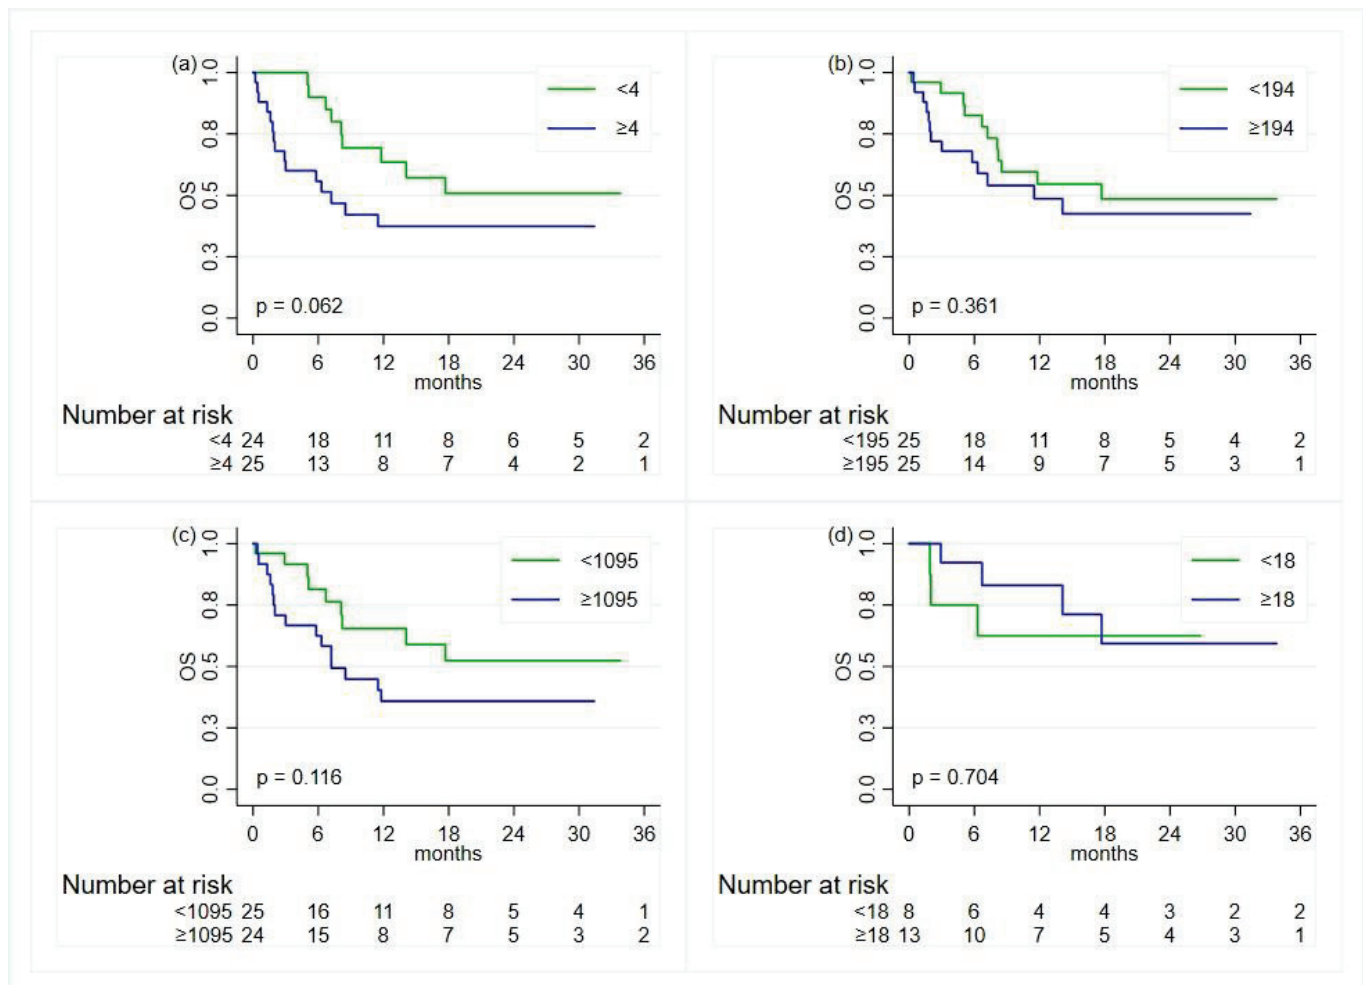 (a)
1.0
0.8
0.5
0.3
0.0
OS
<4
≥4
p = 0.062
0 6 12 18 24 30 36
months
Number at risk
<4 24 18 11 8 6 5 2
≥4 25 13 8 7 4 2 1
(b)
1.0
0.8
0.5
0.3
0.0
OS
<194
≥194
p = 0.361
0 6 12 18 24 30 36
months
Number at risk
<195 25 18 11 8 5 4 2
≥195 25 14 9 7 5 3 1
(c)
1.0
0.8
0.5
0.3
0.0
OS
<1095
≥1095
p = 0.116
0 6 12 18 24 30 36
months
Number at risk
<1095 25 16 11 8 5 4 1
≥1095 24 15 8 7 5 3 2
(d)
1.0
0.8
0.5
0.3
0.0
OS
<18
≥18
p = 0.704
0 6 12 18 24 30 36
months
Number at risk
<18 8 6 4 4 3 2 2
≥18 13 10 7 5 4 3 1